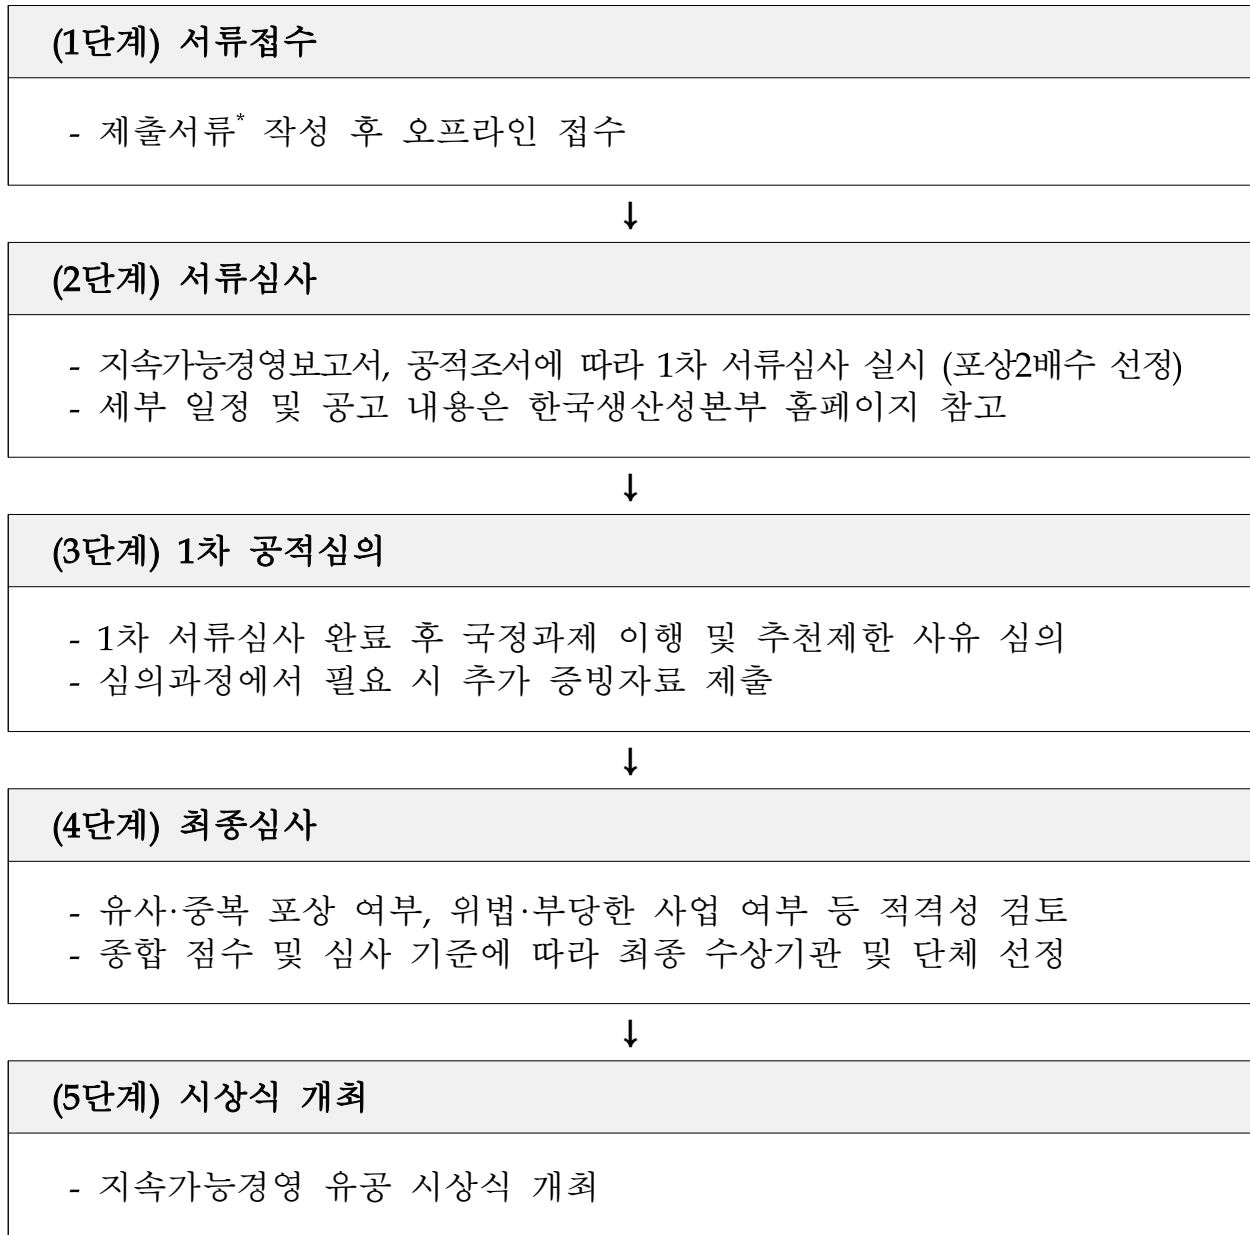 (1단계) 서류접수
- 제출서류* 작성 후 오프라인 접수
↓
(2단계) 서류심사
- 지속가능경영보고서, 공적조서에 따라 1차 서류심사 실시 (포상2배수 선정)
- 세부 일정 및 공고 내용은 한국생산성본부 홈페이지 참고
↓
(3단계) 1차 공적심의
- 1차 서류심사 완료 후 국정과제 이행 및 추천제한 사유 심의
- 심의과정에서 필요 시 추가 증빙자료 제출
↓
(4단계) 최종심사
- 유사·중복 포상 여부, 위법·부당한 사업 여부 등 적격성 검토
- 종합 점수 및 심사 기준에 따라 최종 수상기관 및 단체 선정
↓
(5단계) 시상식 개최
- 지속가능경영 유공 시상식 개최